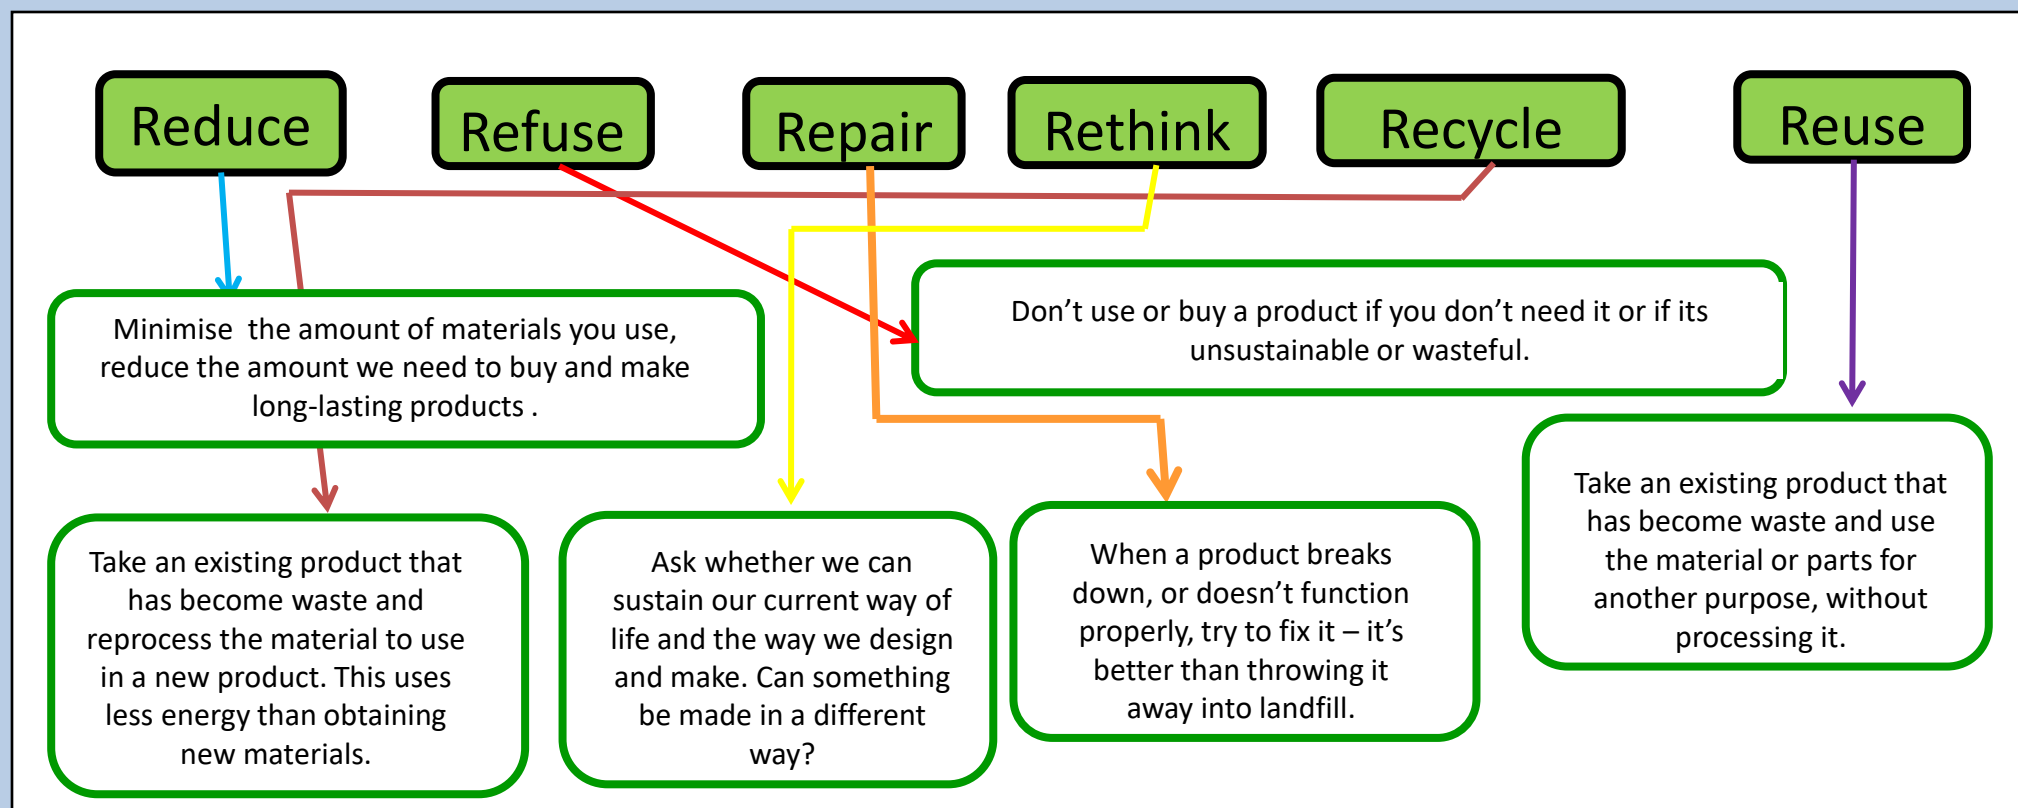 Reduce
Refuse
Repair
Rethink
Recycle
Reuse
Minimise  the amount of materials you use,
reduce the amount we need to buy and make
long-lasting products .
Don’t use or buy a product if you don’t need it or if its
unsustainable or wasteful.
Take an existing product that
has become waste and
reprocess the material to use
in a new product. This uses
less energy than obtaining
new materials.
Ask whether we can
sustain our current way of
life and the way we design
and make. Can something
be made in a different
way?
When a product breaks
down, or doesn’t function
properly, try to fix it – it’s
better than throwing it
away into landfill.
Take an existing product that
has become waste and use
the material or parts for
another purpose, without
processing it.